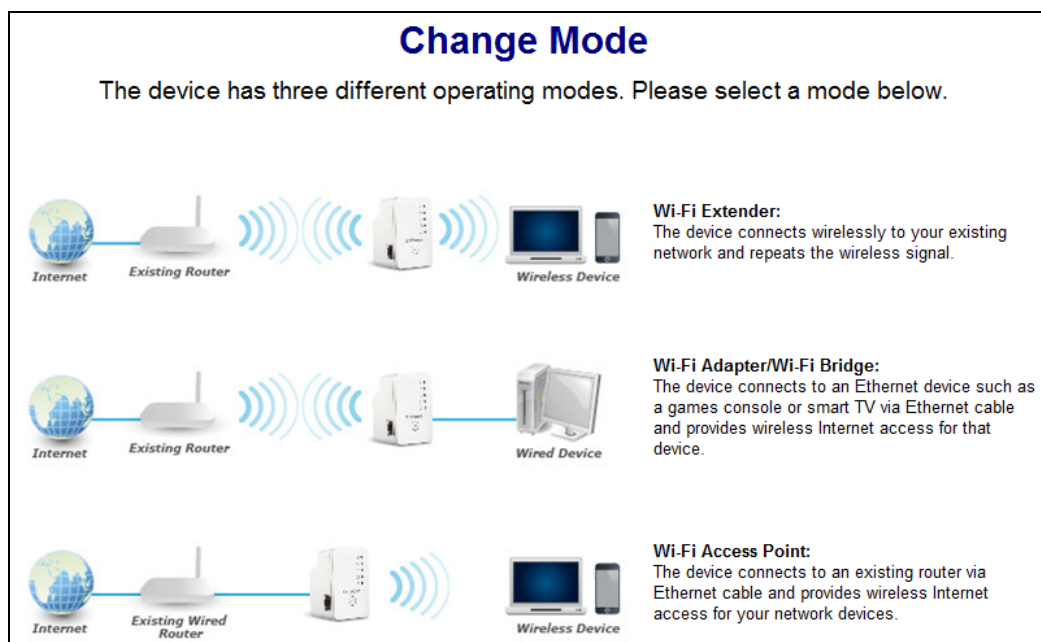 Change Mode
The device has three different operating modes. Please select a mode below.
Internet
Existing Router
Wireless Device
Wi-Fi Extender:
The device connects wirelessly to your existing
network and repeats the wireless signal.
Internet
Existing Router
Wired Device
Wi-Fi Adapter/Wi-Fi Bridge:
The device connects to an Ethernet device such as
a games console or smart TV via Ethernet cable
and provides wireless Internet access for that
device.
Internet
Existing Wired
Router
Wireless Device
Wi-Fi Access Point:
The device connects to an existing router via
Ethernet cable and provides wireless Internet
access for your network devices.